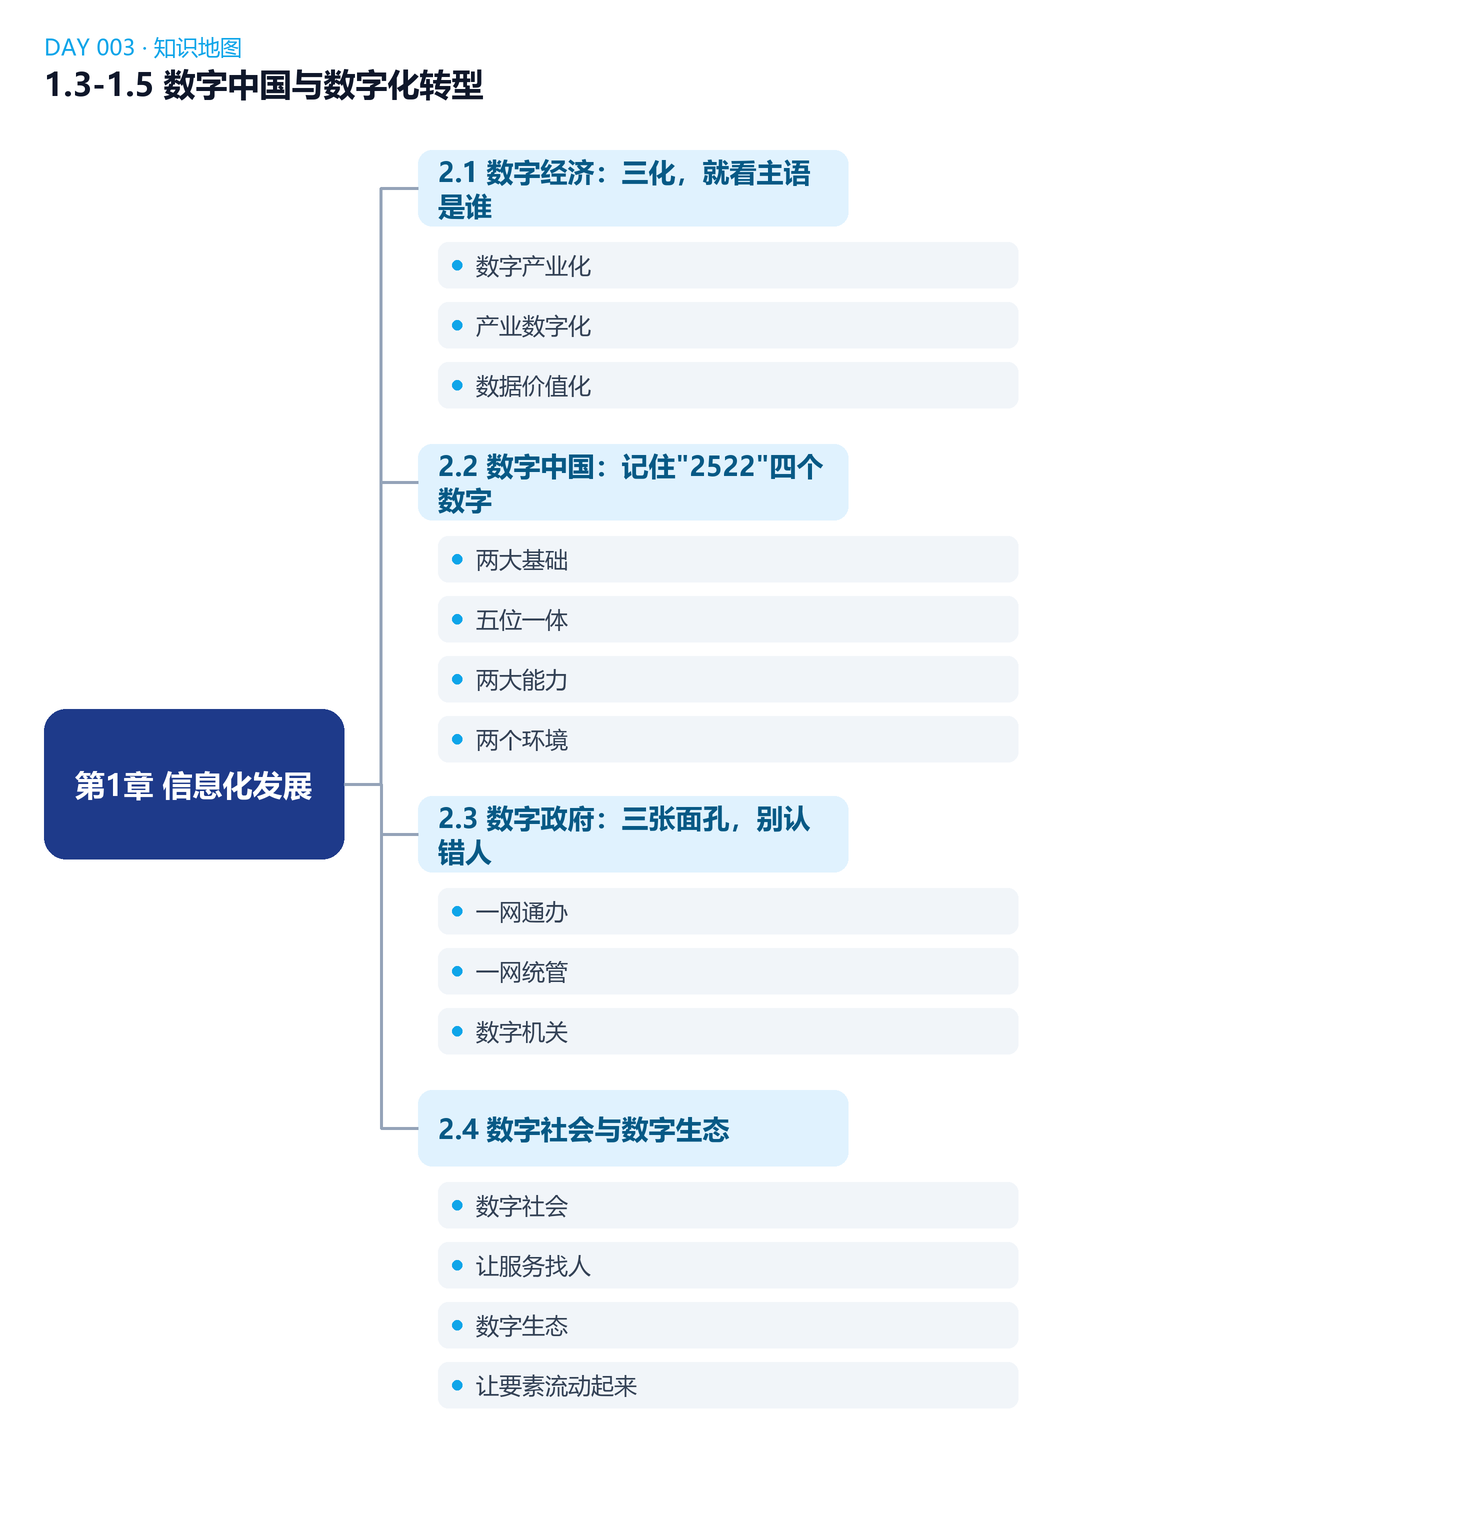 DAY 003 · 知识地图
1.3-1.5 数字中国与数字化转型
2.1 数字经济：三化，就看主语
是谁
数字产业化
产业数字化
数据价值化
2.2 数字中国：记住"2522"四个
数字
两大基础
五位一体
两大能力
两个环境
第1章 信息化发展
2.3 数字政府：三张面孔，别认
错人
一网通办
一网统管
数字机关
2.4 数字社会与数字生态
数字社会
让服务找人
数字生态
让要素流动起来